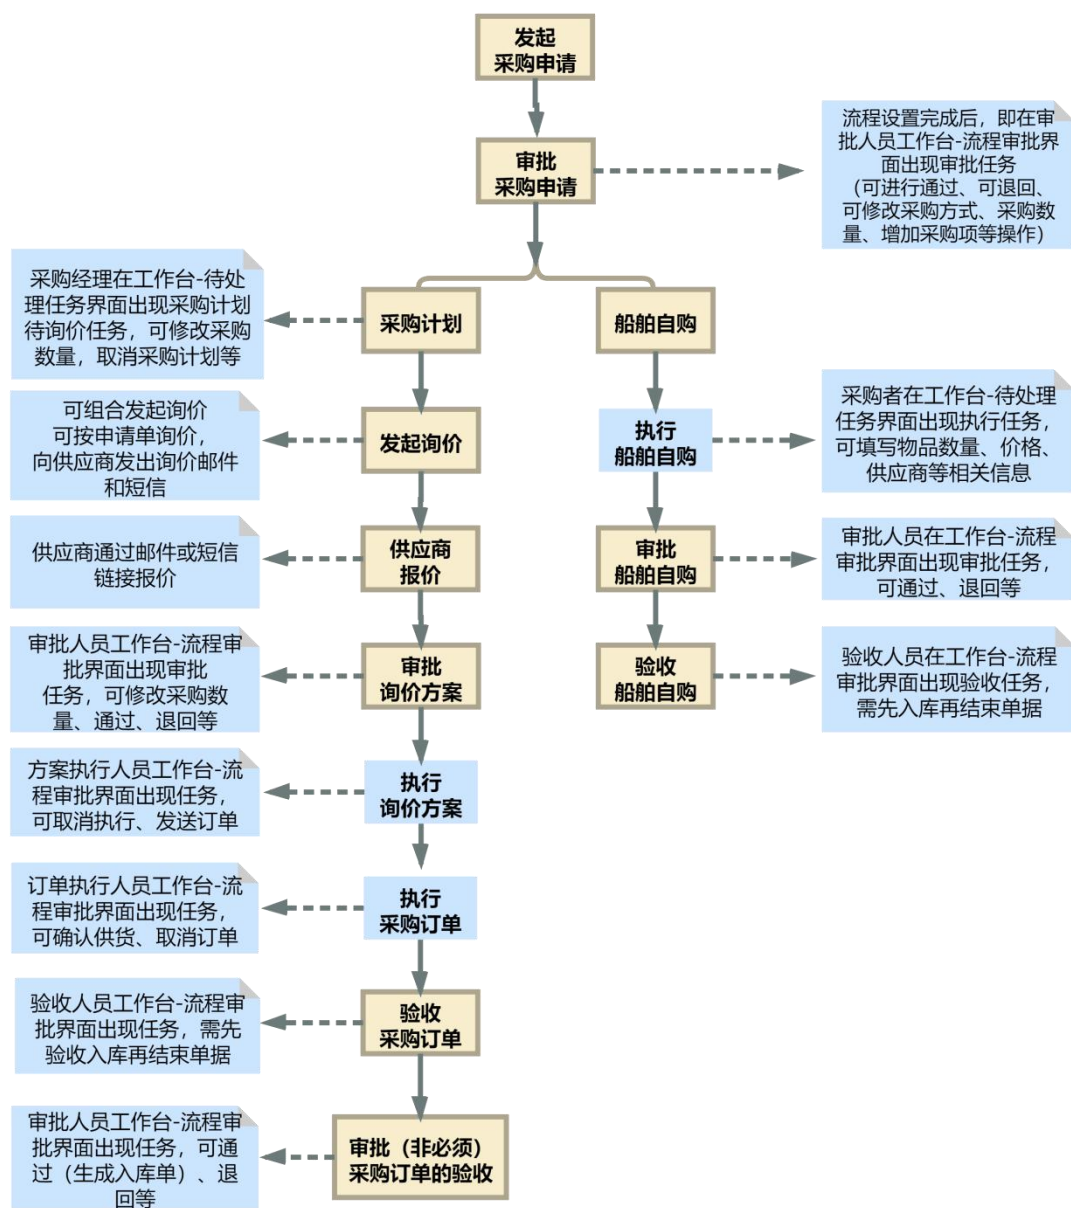 发起
采购申请
审批
采购申请
流程设置完成后，即在审
批人员工作台-流程审批界
面出现审批任务
（可进行通过、可退回、
可修改采购方式、采购数
量、增加采购项等操作）
采购经理在工作台-待处
理任务界面出现采购计划
待询价任务，可修改采购
数量，取消采购计划等
采购计划
船舶自购
可组合发起询价
可按申请单询价，
向供应商发出询价邮件
和短信
发起询价
执行
船舶自购
采购者在工作台-待处理
任务界面出现执行任务，
可填写物品数量、价格、
供应商等相关信息
供应商通过邮件或短信
链接报价
供应商
报价
审批
船舶自购
审批人员在工作台-流程
审批界面出现审批任务，
可通过、退回等
审批人员工作台-流程审
批界面出现审批
任务，可修改采购数
量、通过、退回等
审批
询价方案
验收
船舶自购
验收人员在工作台-流程
审批界面出现验收任务，
需先入库再结束单据
方案执行人员工作台-流
程审批界面出现任务，
可取消执行、发送订单
执行
询价方案
订单执行人员工作台-流
程审批界面出现任务，
可确认供货、取消订单
执行
采购订单
验收人员工作台-流程审
批界面出现任务，需先
验收入库再结束单据
验收
采购订单
审批人员工作台-流程审
批界面出现任务，可通
过（生成入库单）、退
回等
审批（非必须）
采购订单的验收